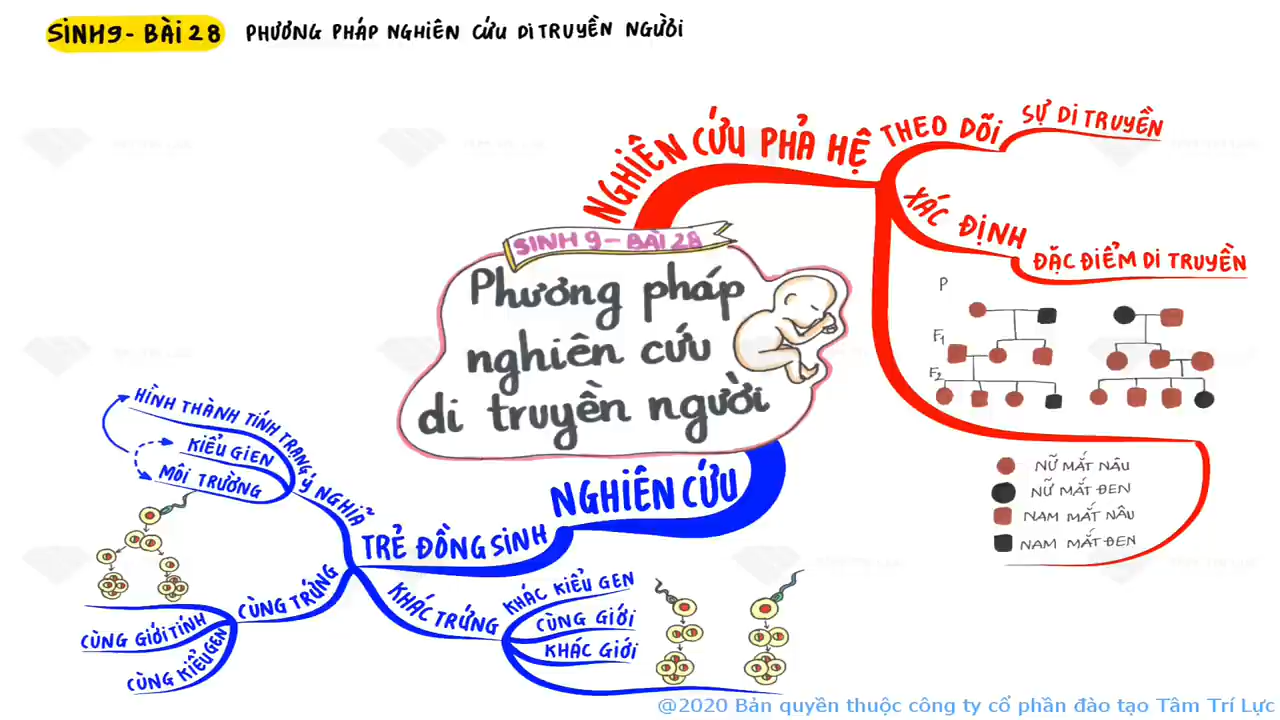 SINH 9 - BÀI 28 PHƯƠNG PHÁP NGHIÊN CỨU DI TRUYỀN NGƯỜI
SINH 9 - BÀI 28
Phương pháp
nghiên cứu
di truyền người
NGHIÊN CỨU PHẢ HỆ
THEO DÕI
SỰ DI TRUYỀN
XÁC ĐỊNH
ĐẶC ĐIỂM DI TRUYỀN
P
F1
F2
NỮ MẮT NÂU
NỮ MẮT ĐEN
NAM MẮT NÂU
NAM MẮT ĐEN
NGHIÊN CỨU
TRẺ ĐỒNG SINH
Ý NGHĨA
HÌNH THÀNH TÍNH TRẠNG
KIỂU GIEN
MÔI TRƯỜNG
CÙNG TRỨNG
CÙNG GIỚI TÍNH
CÙNG KIỂU GEN
KHÁC TRỨNG
KHÁC KIỂU GEN
CÙNG GIỚI
KHÁC GIỚI
@2020 Bản quyền thuộc công ty cổ phần đào tạo Tâm Trí Lực